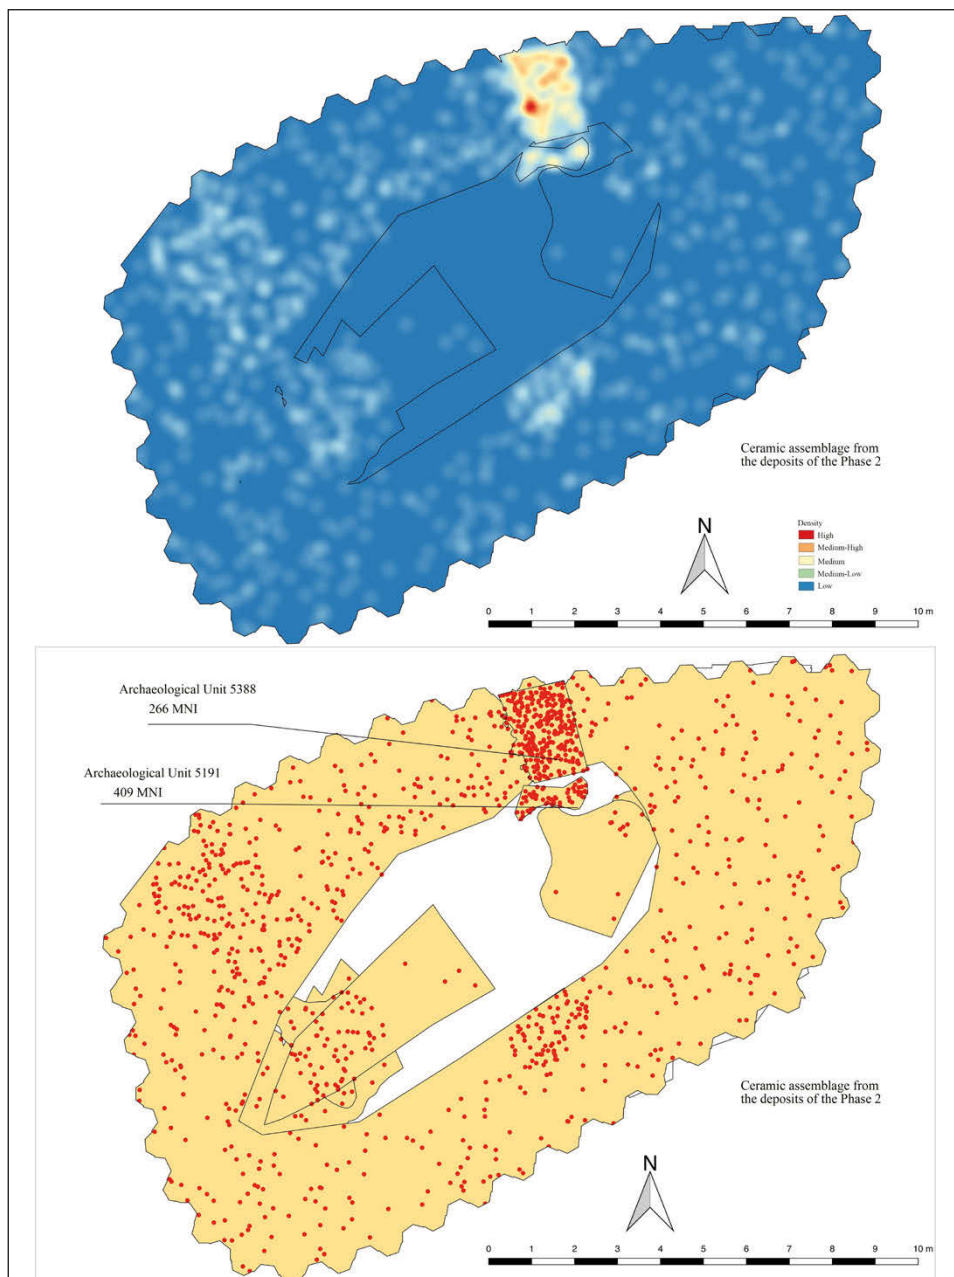 Ceramic assemblage from
the deposits of the Phase 2
N
Density
High
Medium-High
Medium
Medium-Low
Low
0 1 2 3 4 5 6 7 8 9 10 m
Archaeological Unit 5388
266 MNI
Archaeological Unit 5191
409 MNI
Ceramic assemblage from
the deposits of the Phase 2
N
0 1 2 3 4 5 6 7 8 9 10 m